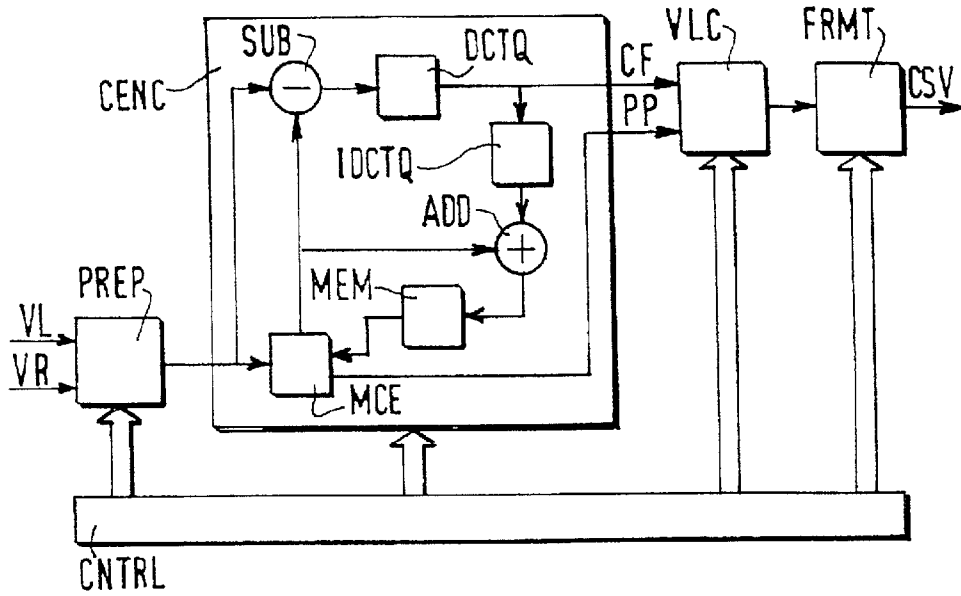 SUB
DCTQ
VLC
FRMT
CENC
CF
CSV
PP
IDCTQ
ADD
PREP
MEM
VL
VR
MCE
CNTRL